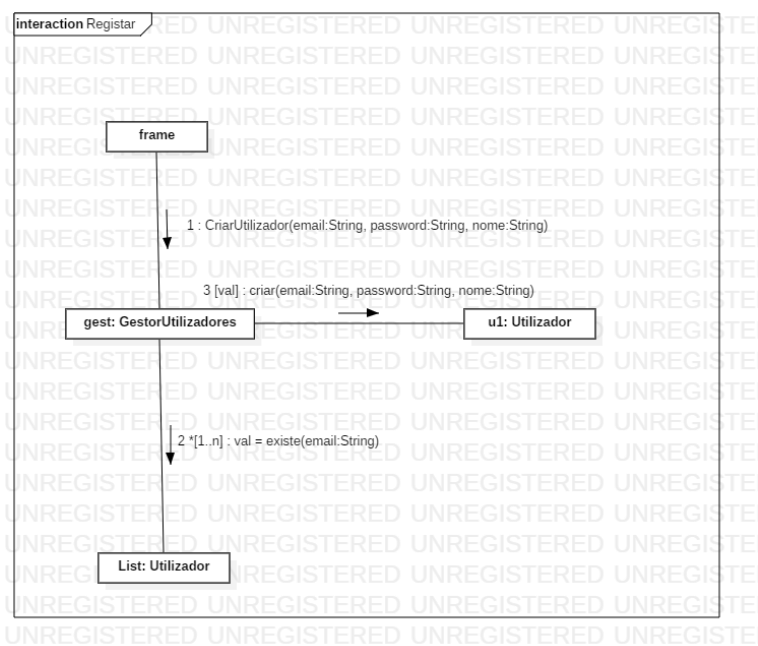 interaction Registar
frame
1 : CriarUtilizador(email:String, password:String, nome:String)
3 [val] : criar(email:String, password:String, nome:String)
gest: GestorUtilizadores
u1: Utilizador
2 *[1..n] : val = existe(email:String)
List: Utilizador
UNREGISTERED